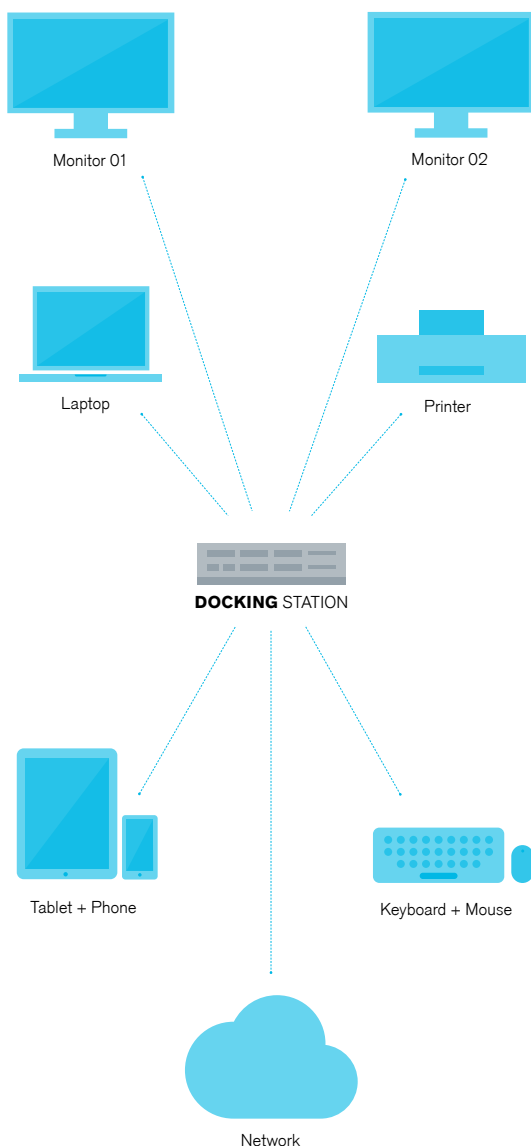 Monitor 01
Monitor 02
Laptop
Printer
DOCKING STATION
Tablet + Phone
Keyboard + Mouse
Network